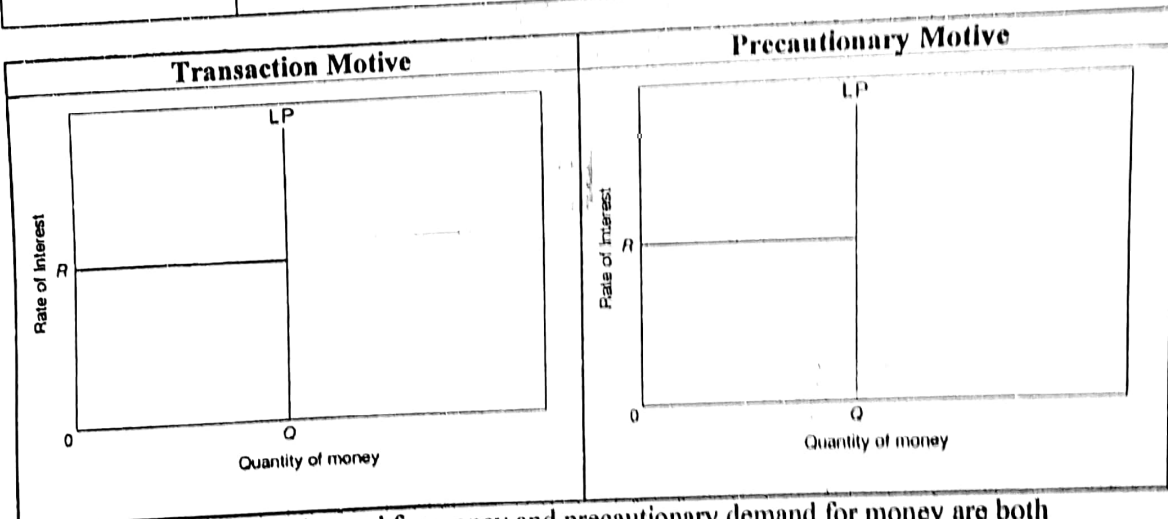 Transaction Motive
Precautionary Motive
LP
Rate of Interest
R
0
Q
Quantity of money
LP
Rate of Interest
R
0
Q
Quantity of money
and precautionary demand for money are both